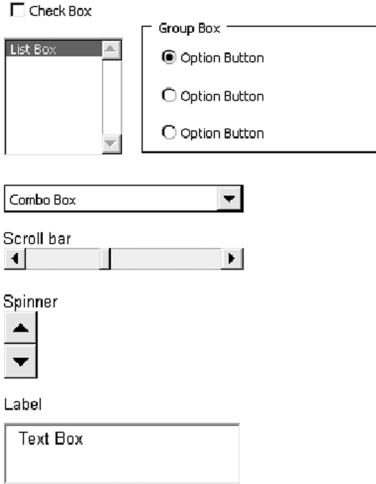 Check Box
Group Box
List Box
Option Button
Option Button
Option Button
Combo Box
Scroll bar
Spinner
Label
Text Box